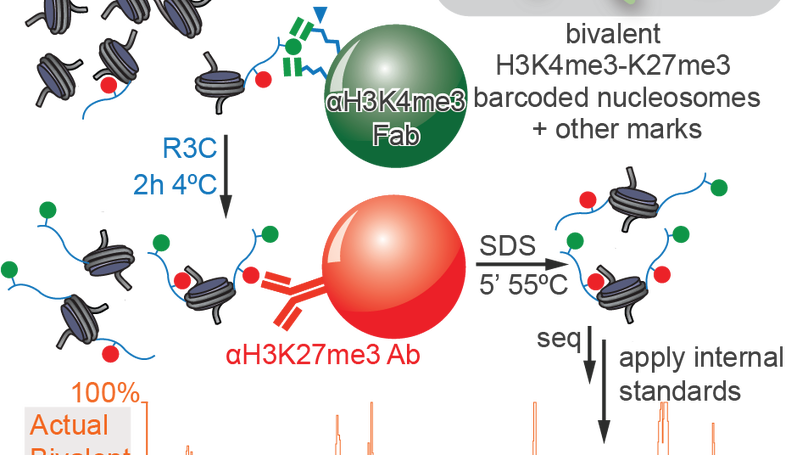 bivalent
H3K4me3-K27me3
barcoded nucleosomes
+ other marks
αH3K4me3
Fab
R3C
2h 4ºC
SDS
5’ 55ºC
αH3K27me3 Ab
seq
apply internal
standards
100%
Actual
Bivalent